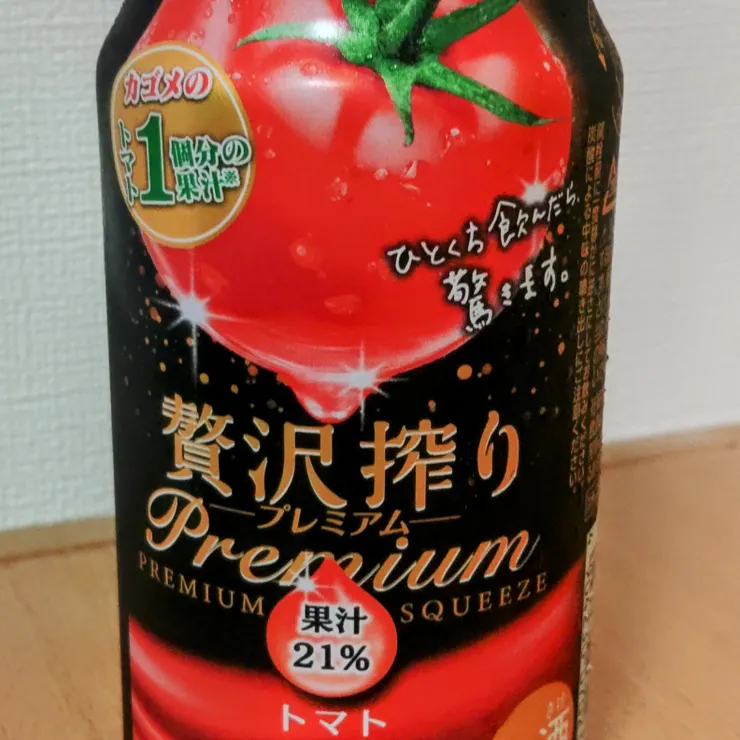 カゴメの
トマト
1個分の
果汁※
ひとくち飲んだら、
驚きます。
贅沢搾り
プレミアム
Premium
PREMIUM SQUEEZE
果汁
21%
トマト
酒